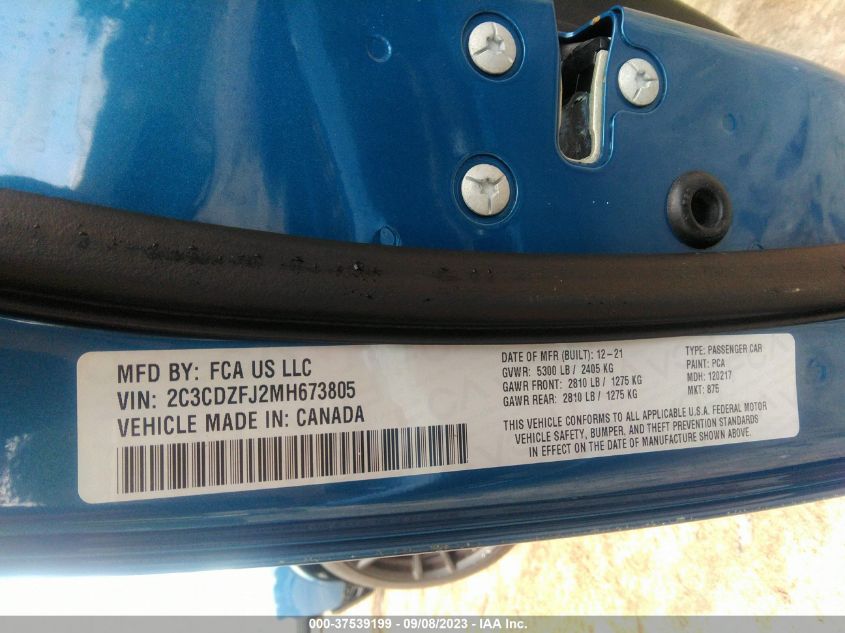 MFD BY: FCA US LLC
VIN: 2C3CDZFJ2MH673805
VEHICLE MADE IN: CANADA
DATE OF MFR (BUILT): 12-21
GVWR: 5300 LB / 2405 KG
GAWR FRONT: 2810 LB / 1275 KG
GAWR REAR: 2810 LB / 1275 KG
TYPE: PASSENGER CAR
PAINT: PCA
MDH: 120217
MKT: 875
THIS VEHICLE CONFORMS TO ALL APPLICABLE U.S.A. FEDERAL MOTOR
VEHICLE SAFETY, BUMPER, AND THEFT PREVENTION STANDARDS
IN EFFECT ON THE DATE OF MANUFACTURE SHOWN ABOVE.
000-37539199 - 09/08/2023 - IAA Inc.